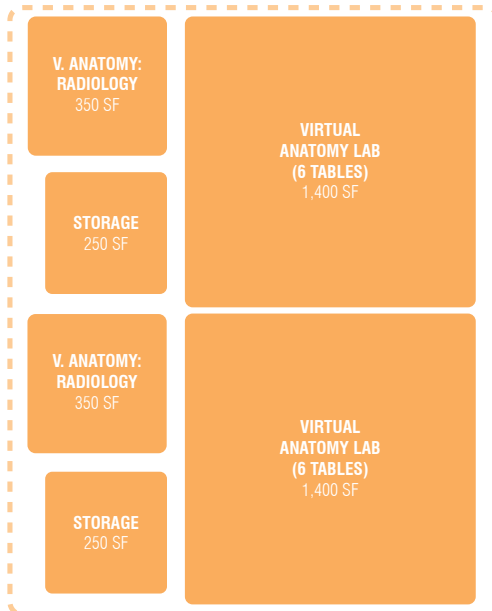 V. ANATOMY:
RADIOLOGY
350 SF
VIRTUAL
ANATOMY LAB
(6 TABLES)
1,400 SF
STORAGE
250 SF
V. ANATOMY:
RADIOLOGY
350 SF
VIRTUAL
ANATOMY LAB
(6 TABLES)
1,400 SF
STORAGE
250 SF